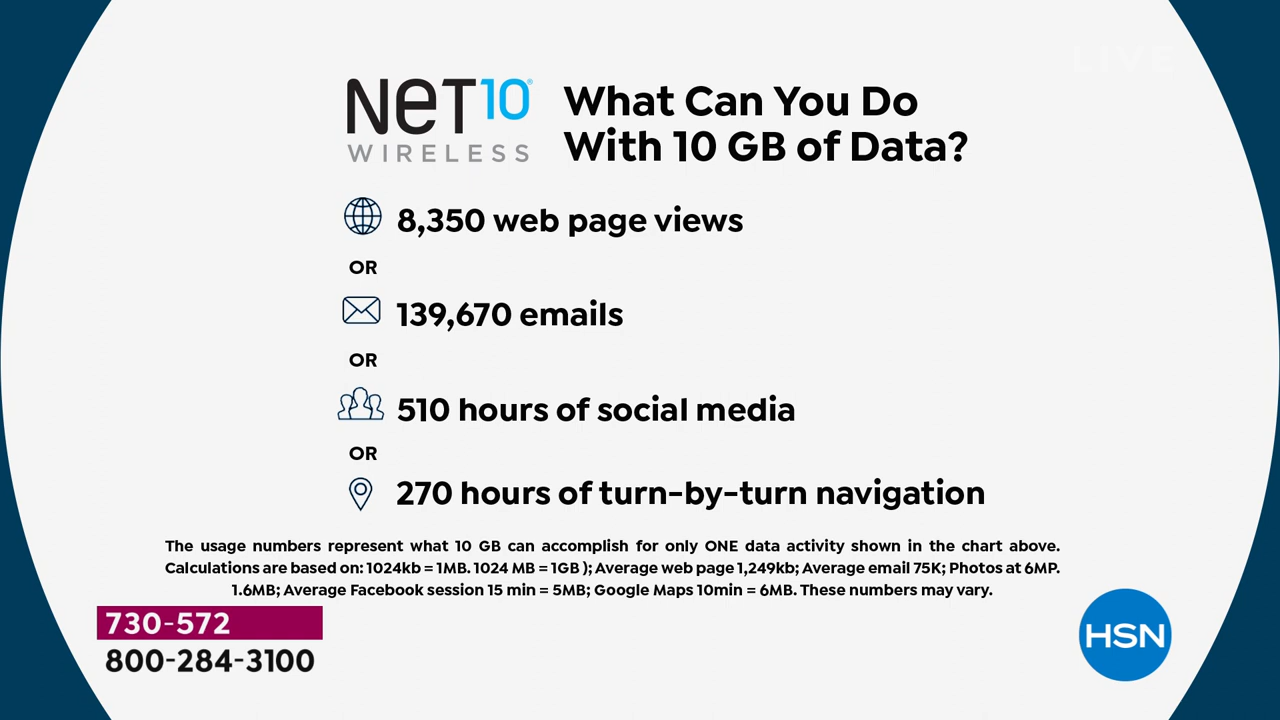 LIVE
NET10®
WIRELESS
What Can You Do
With 10 GB of Data?
8,350 web page views
OR
139,670 emails
OR
510 hours of social media
OR
270 hours of turn-by-turn navigation
The usage numbers represent what 10 GB can accomplish for only ONE data activity shown in the chart above.
Calculations are based on: 1024kb = 1MB. 1024 MB = 1GB ); Average web page 1,249kb; Average email 75K; Photos at 6MP.
1.6MB; Average Facebook session 15 min = 5MB; Google Maps 10min = 6MB. These numbers may vary.
730-572
800-284-3100
HSN